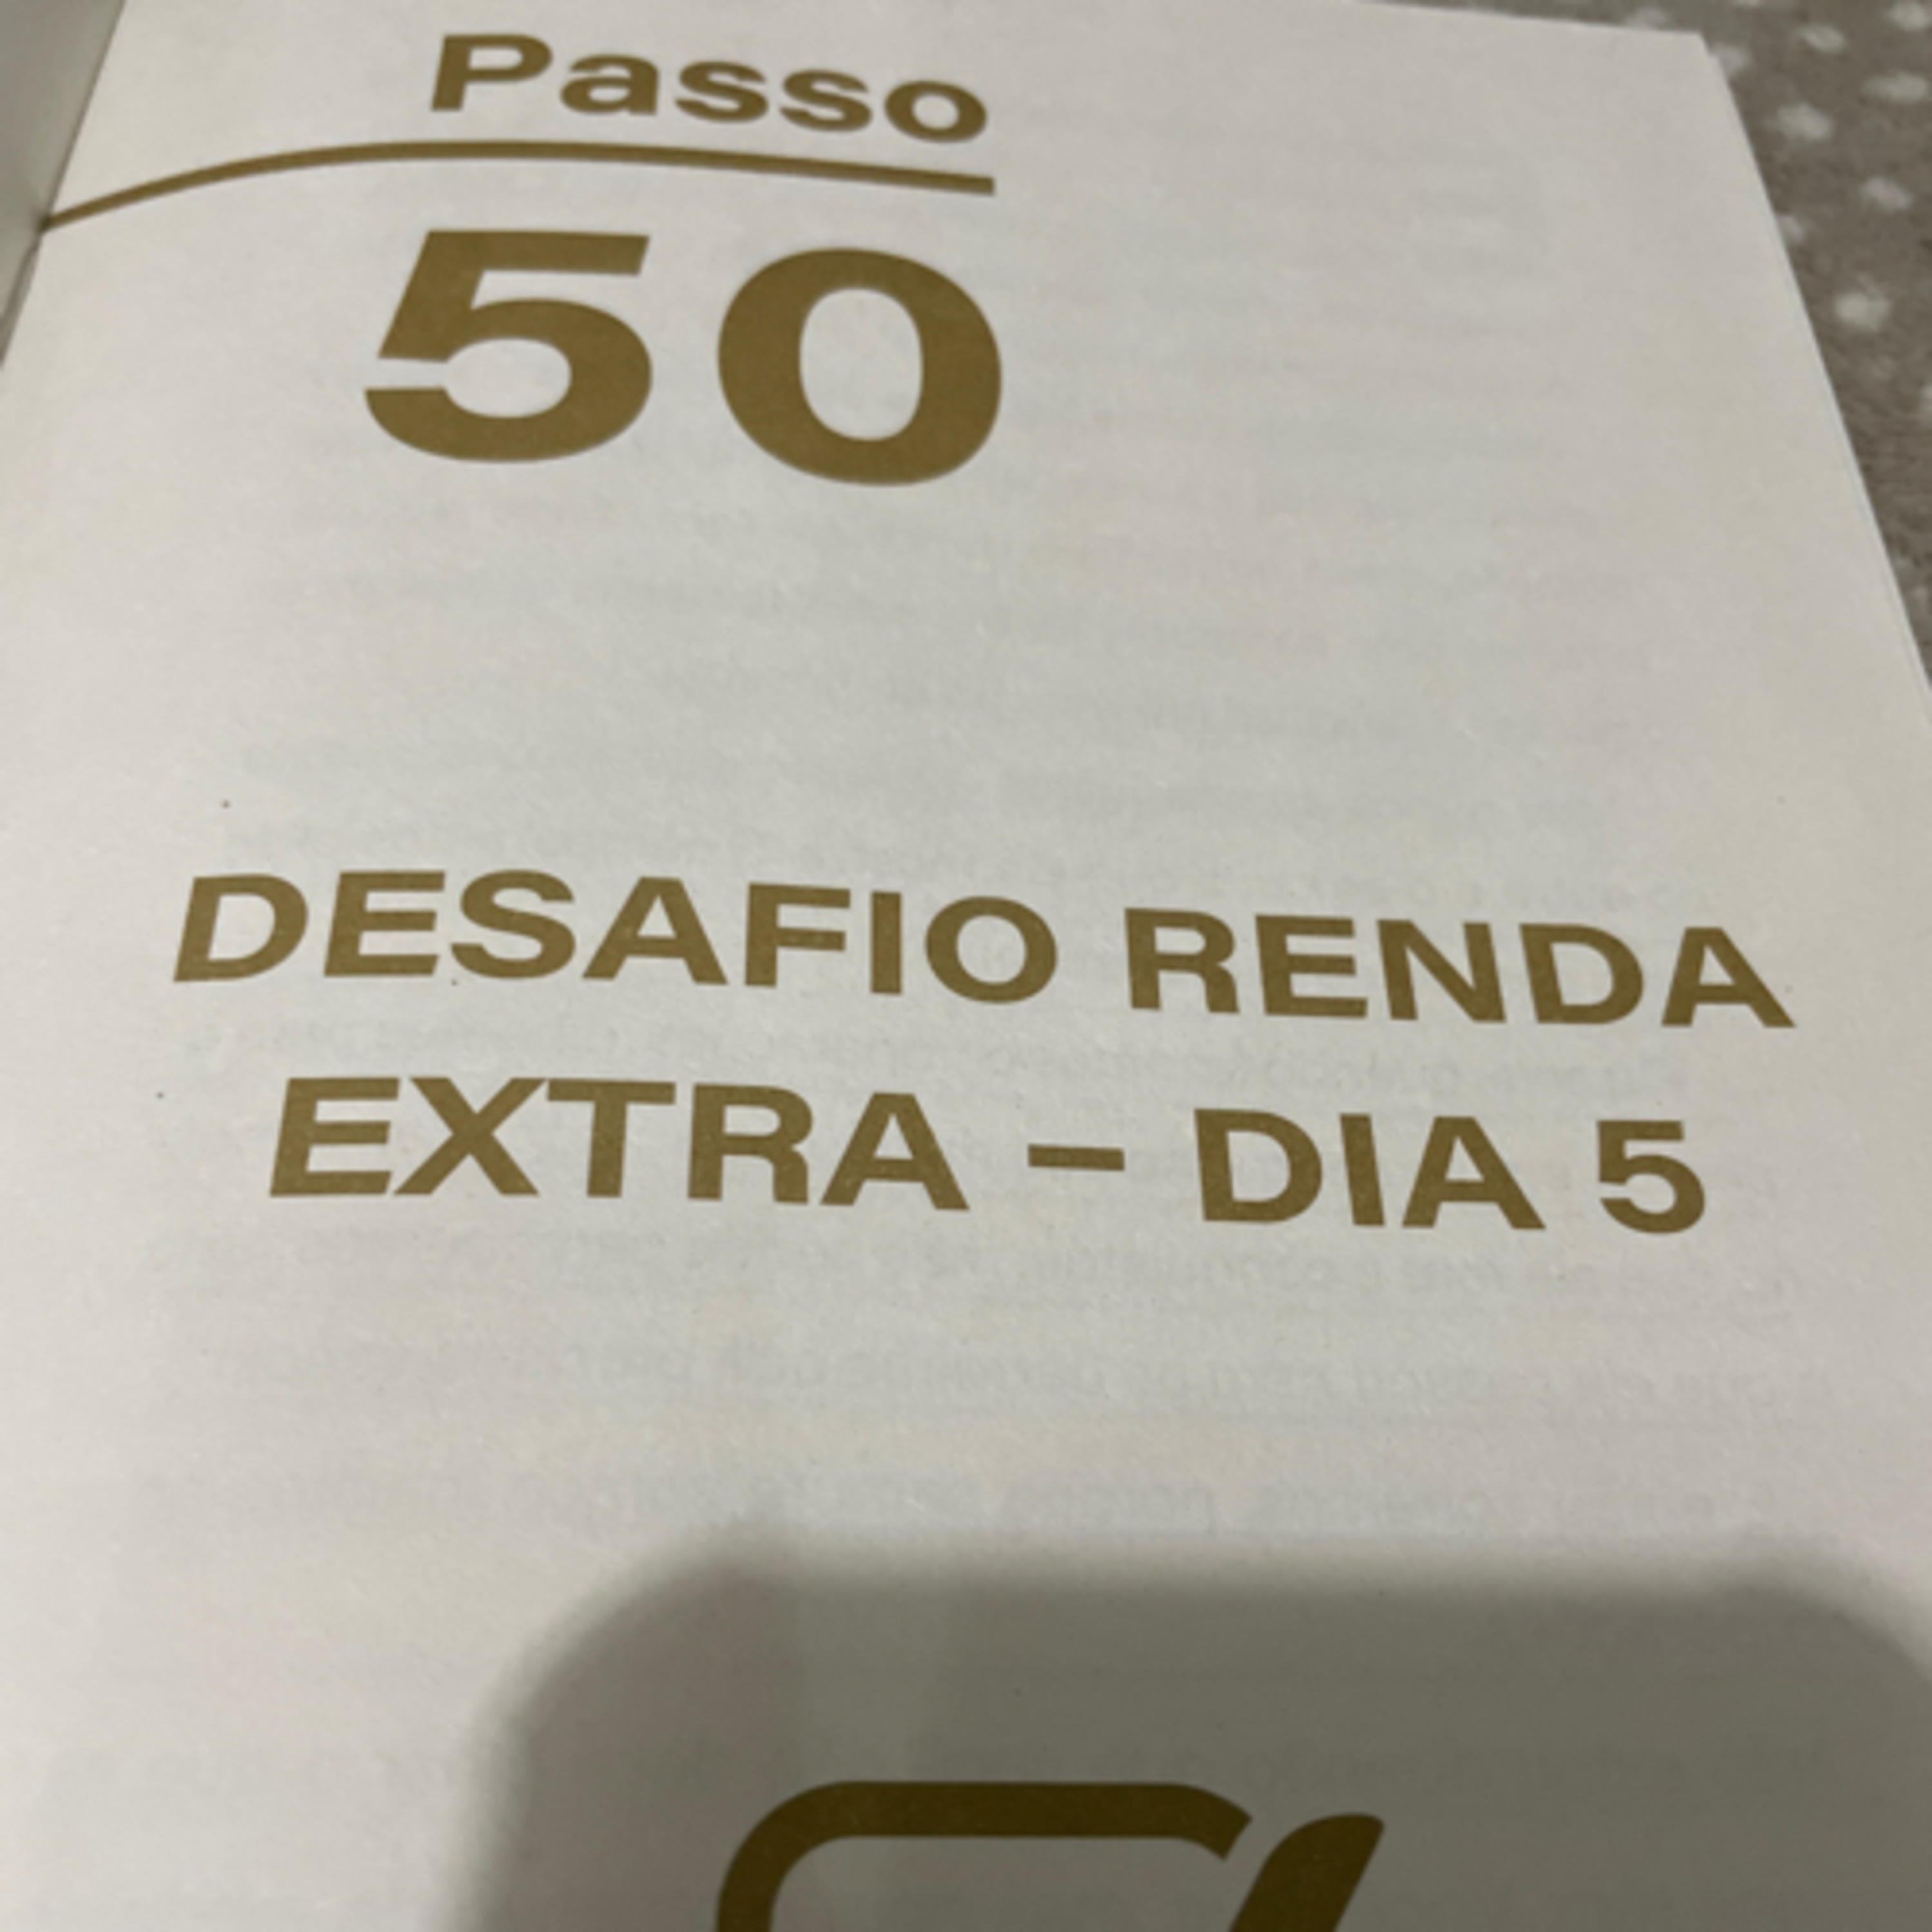 Passo
50
DESAFIO RENDA
EXTRA – DIA 5